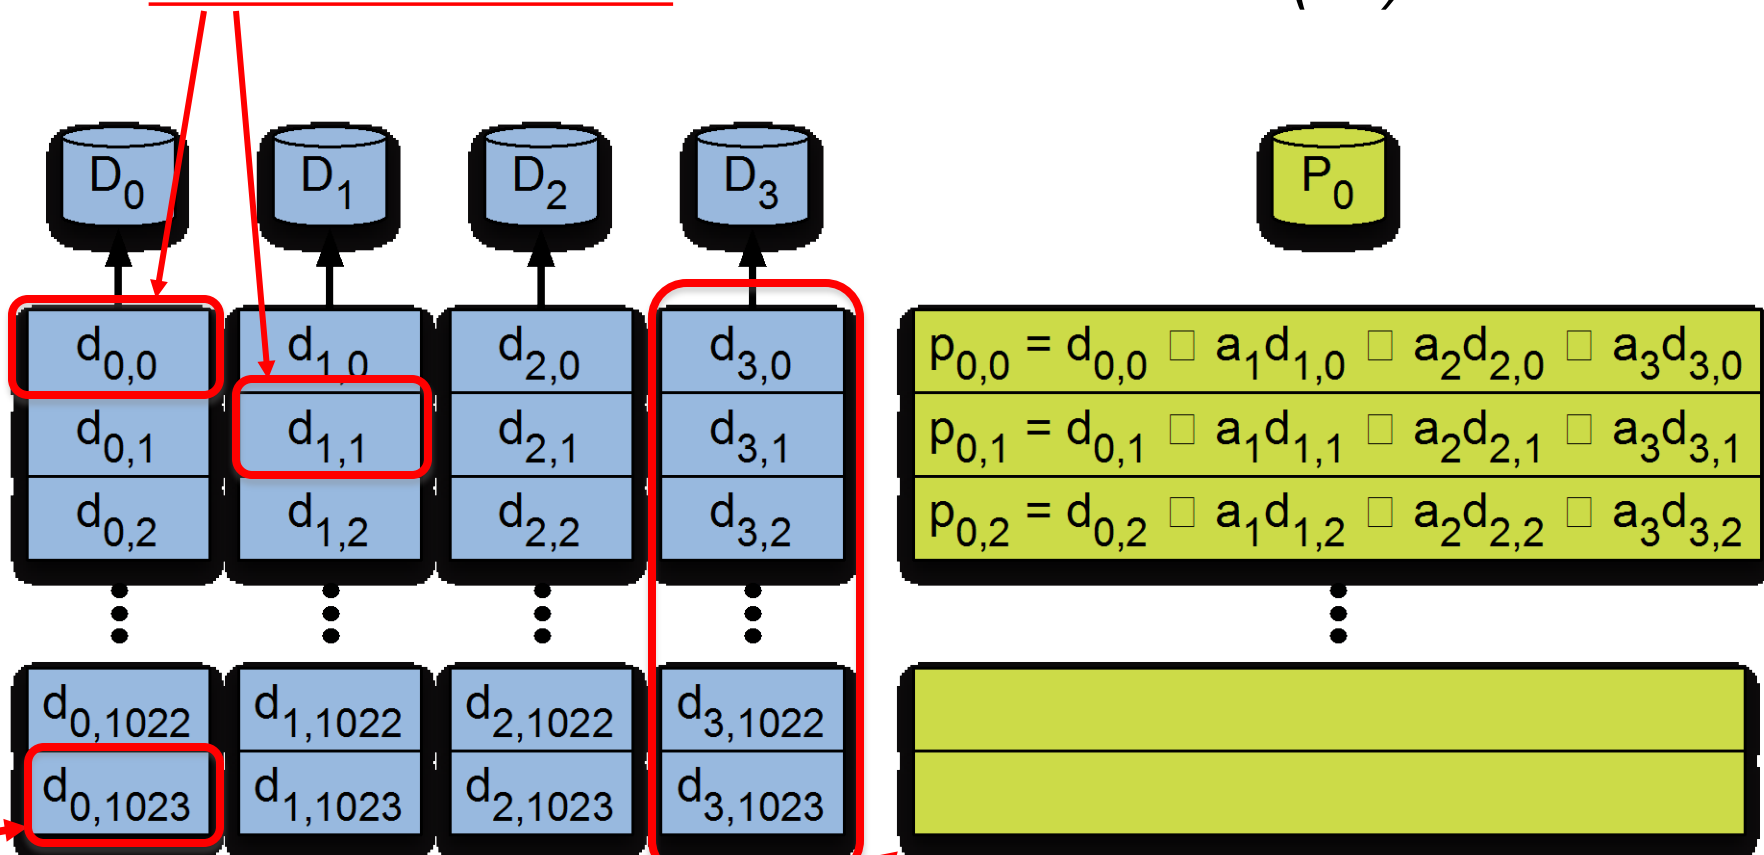 ( )
D0 D1 D2 D3 P0
d0,0 d1,0 d2,0 d3,0 p0,0 = d0,0 □ a1d1,0 □ a2d2,0 □ a3d3,0
d0,1 d1,1 d2,1 d3,1 p0,1 = d0,1 □ a1d1,1 □ a2d2,1 □ a3d3,1
d0,2 d1,2 d2,2 d3,2 p0,2 = d0,2 □ a1d1,2 □ a2d2,2 □ a3d3,2
d0,1022 d1,1022 d2,1022 d3,1022
d0,1023 d1,1023 d2,1023 d3,1023